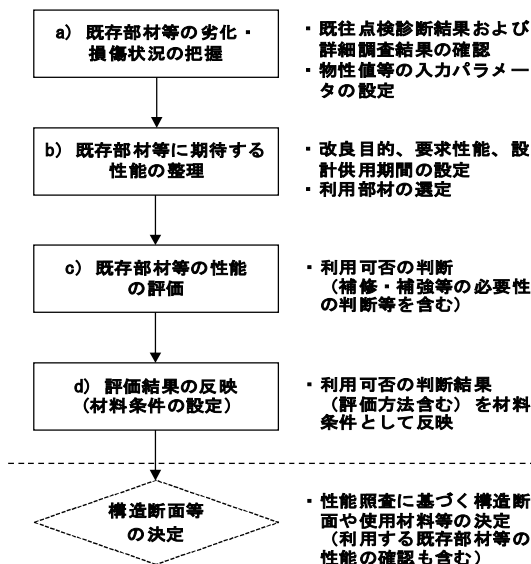 a) 既存部材等の劣化・
損傷状況の把握
・既往点検診断結果および
詳細調査結果の確認
・物性値等の入力パラメー
タの設定
b) 既存部材等に期待する
性能の整理
・改良目的、要求性能、設
計供用期間の設定
・利用部材の選定
c) 既存部材等の性能
の評価
・利用可否の判断
（補修・補強等の必要性
の判断等を含む）
d) 評価結果の反映
（材料条件の設定）
・利用可否の判断結果
（評価方法含む）を材料
条件として反映
構造断面等
の決定
・性能照査に基づく構造断
面や使用材料等の決定
（利用する既存部材等の
性能の確認も含む）